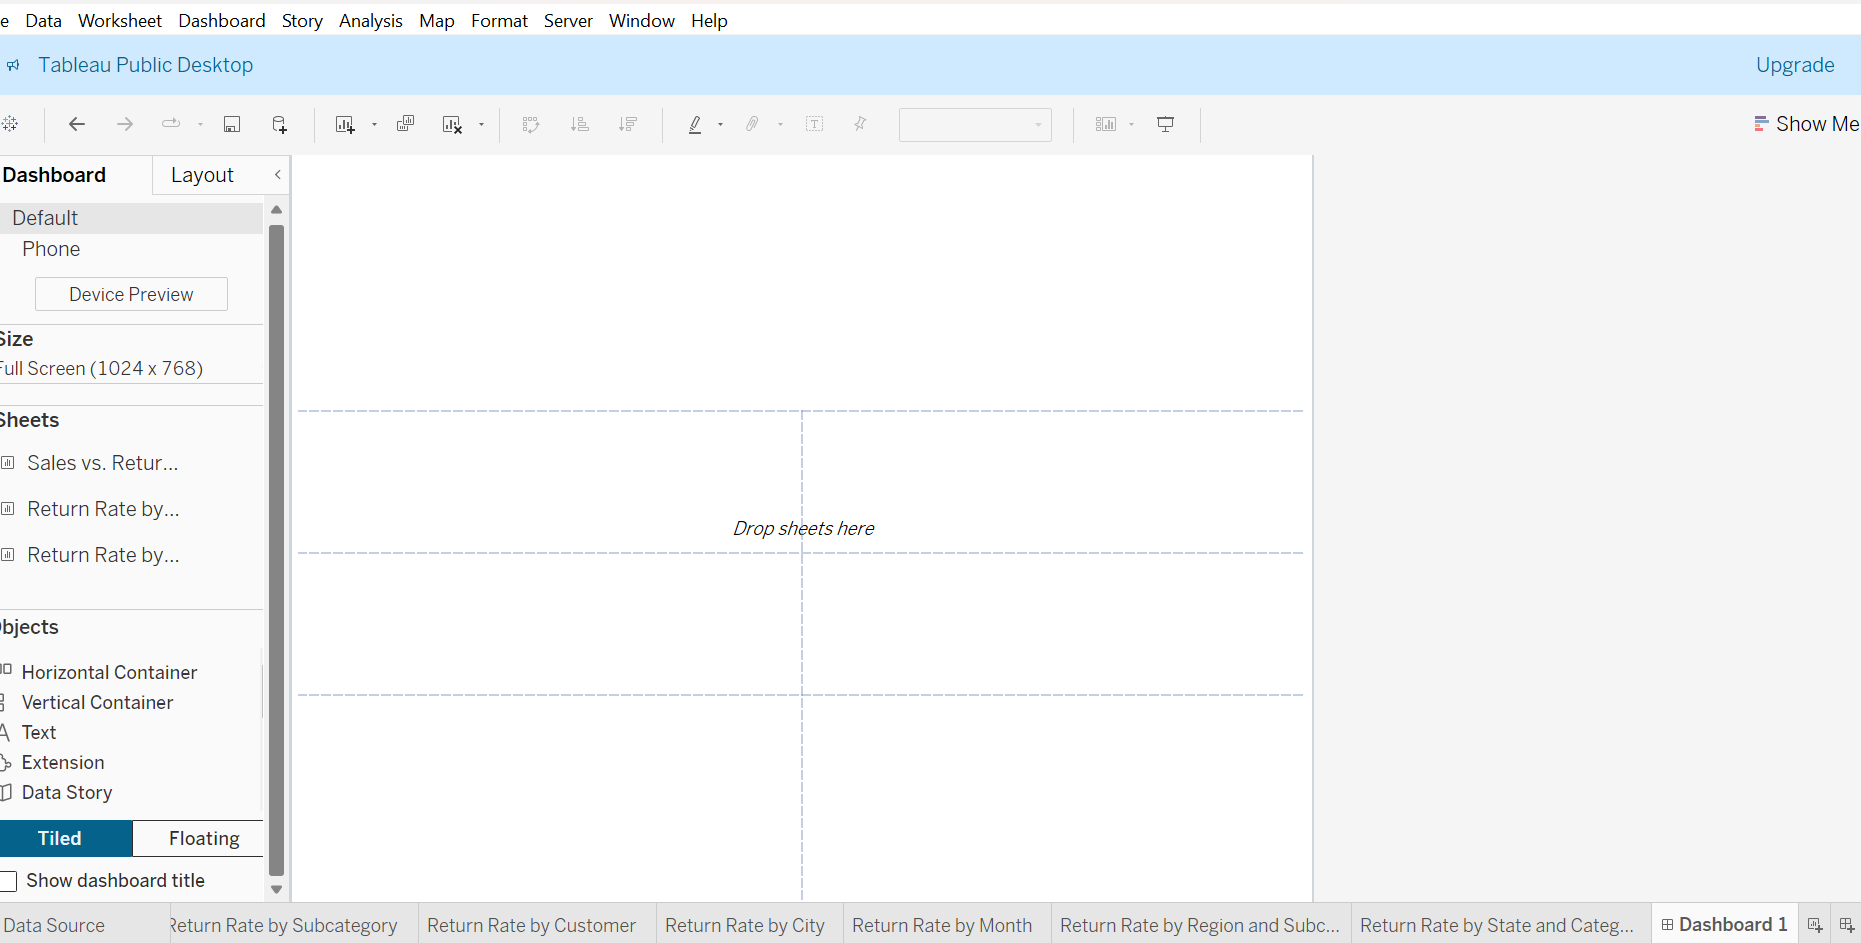 e Data Worksheet Dashboard Story Analysis Map Format Server Window Help
Tableau Public Desktop Upgrade
Show Me
Dashboard Layout
Default
Phone
Device Preview
Size
Full Screen (1024 x 768)
Sheets
Sales vs. Retur...
Return Rate by...
Return Rate by...
Objects
Horizontal Container
Vertical Container
Text
Extension
Data Story
Tiled Floating
Show dashboard title
Drop sheets here
Data Source Return Rate by Subcategory Return Rate by Customer Return Rate by City Return Rate by Month Return Rate by Region and Subc... Return Rate by State and Categ... Dashboard 1